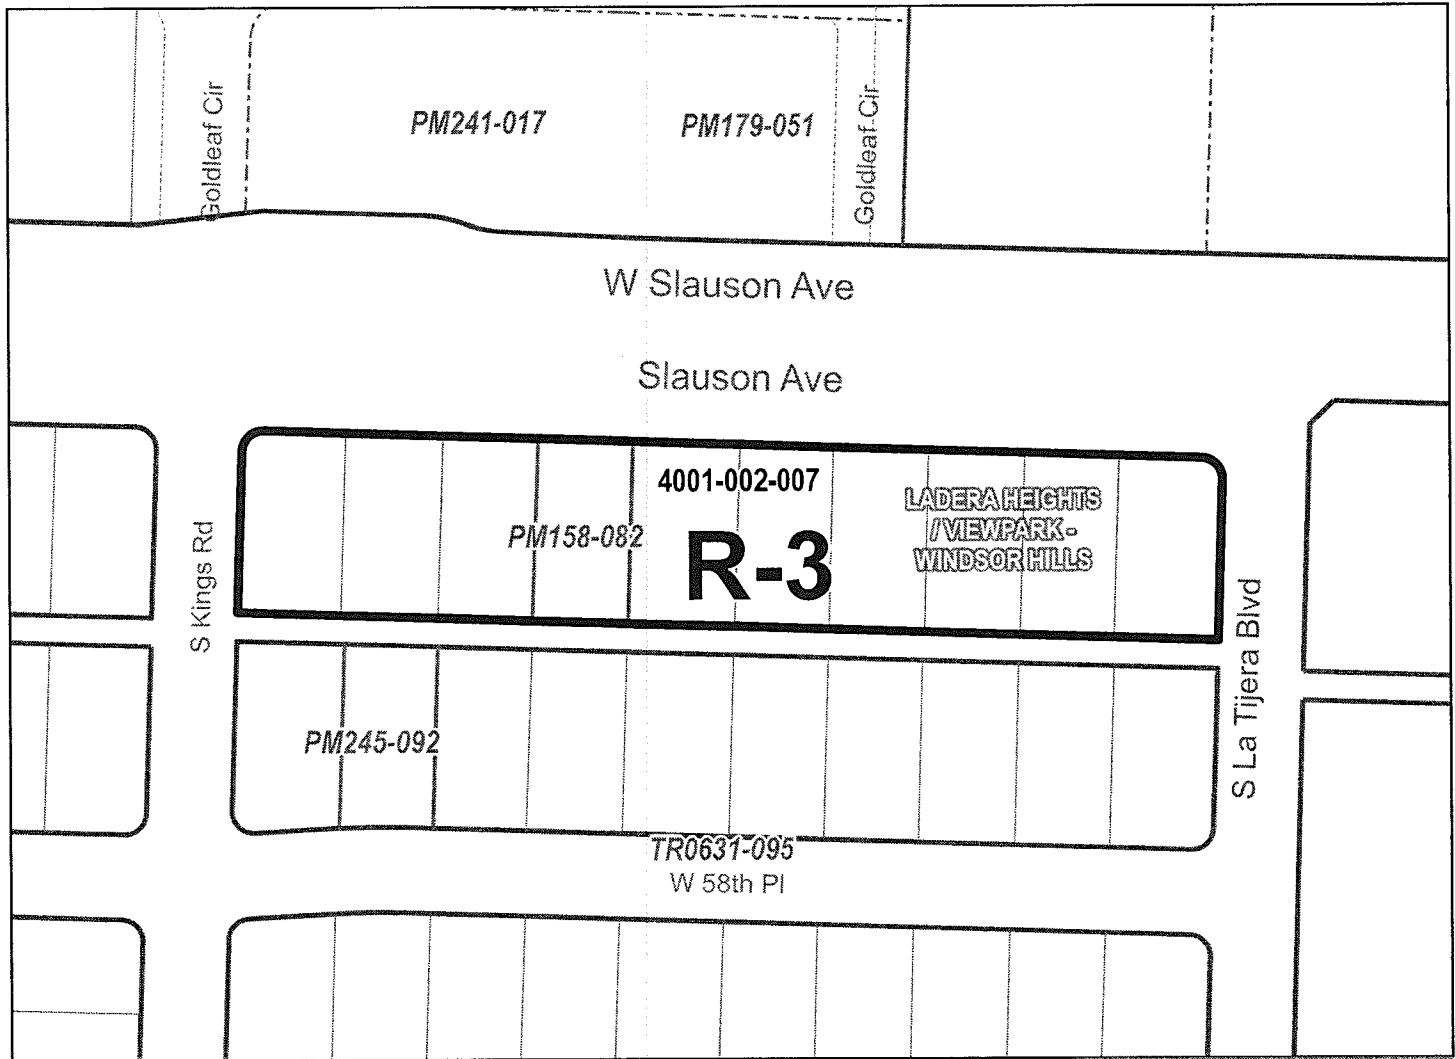 Goldleaf Cir
PM241-017
PM179-051
Goldleaf Cir
W Slauson Ave
Slauson Ave
4001-002-007
LADERA HEIGHTS
/ VIEWPARK -
WINDSOR HILLS
PM158-082
R-3
S Kings Rd
S La Tijera Blvd
PM245-092
TR0631-095
W 58th Pl